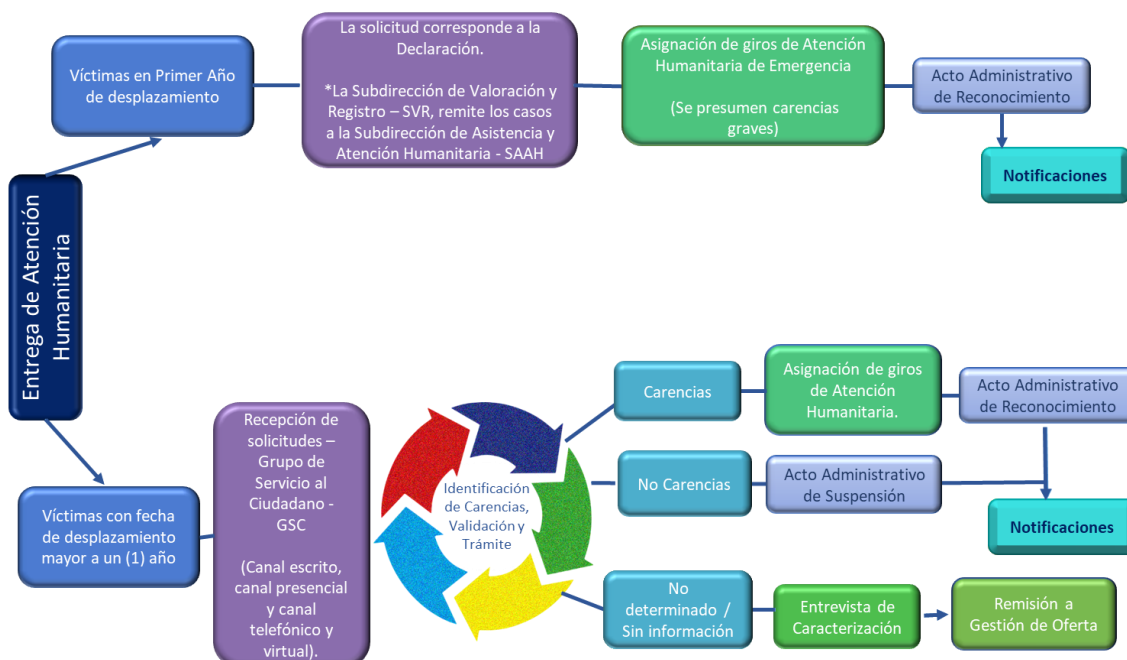 Entrega de Atención
Humanitaria
Víctimas en Primer Año
de desplazamiento
La solicitud corresponde a la
Declaración.
*La Subdirección de Valoración y
Registro – SVR, remite los casos
a la Subdirección de Asistencia y
Atención Humanitaria - SAAH
Asignación de giros de Atención
Humanitaria de Emergencia
(Se presumen carencias
graves)
Acto Administrativo
de Reconocimiento
Notificaciones
Víctimas con fecha
de desplazamiento
mayor a un (1) año
Recepción de
solicitudes –
Grupo de
Servicio al
Ciudadano -
GSC
(Canal escrito,
canal presencial
y canal
telefónico y
virtual).
Identificación
de Carencias,
Validación y
Trámite
Carencias
Asignación de giros
de Atención
Humanitaria.
Acto Administrativo
de Reconocimiento
No Carencias
Acto Administrativo
de Suspensión
Notificaciones
No
determinado /
Sin información
Entrevista de
Caracterización
Remisión a
Gestión de Oferta